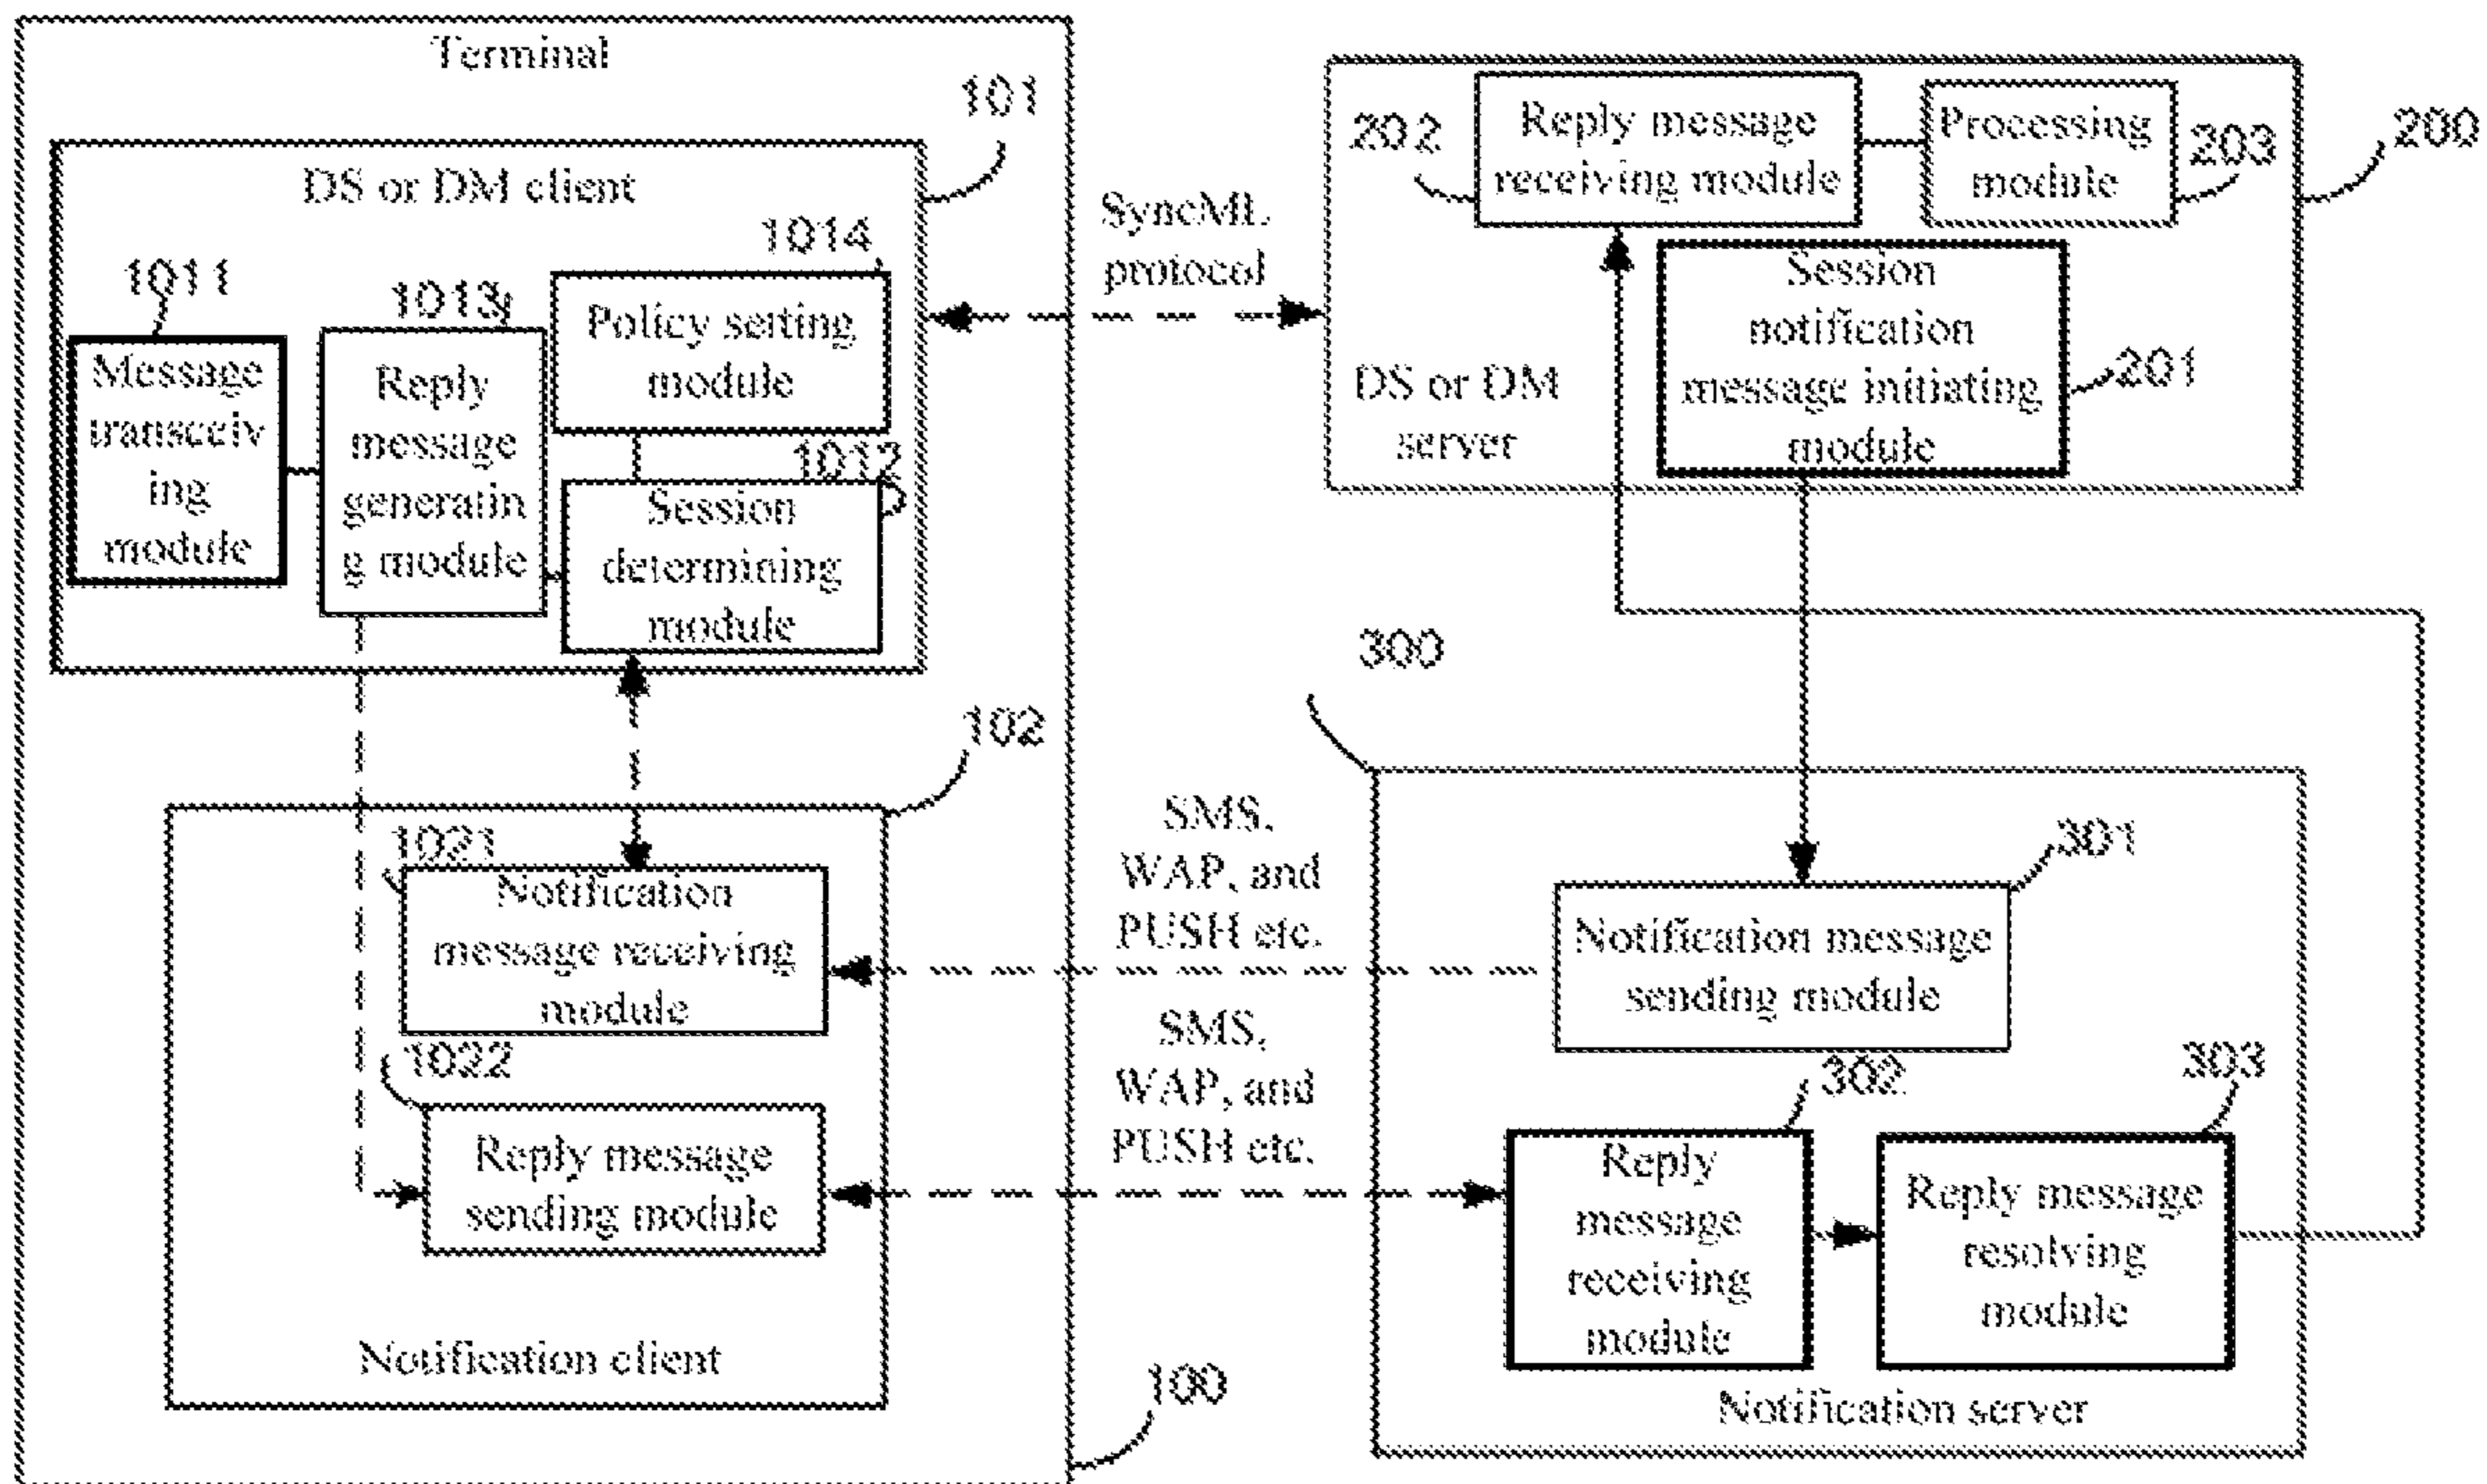 Terminal
101
DS or DM client
1014
1011
1013
Policy setting
module
Message
transceiv
ing
module
Reply
message
generatin
g module
1012
Session
determining
module
102
1021
Notification
message receiving
module
1022
Reply message
sending module
Notification client
100
SyncML
protocol
SMS,
WAP, and
PUSH etc.
SMS,
WAP, and
PUSH etc.
202
Reply message
receiving module
Processing
module
203
200
Session
notification
message initiating
module
201
DS or DM
server
300
301
Notification message
sending module
302
303
Reply
message
receiving
module
Reply message
resolving
module
Notification server